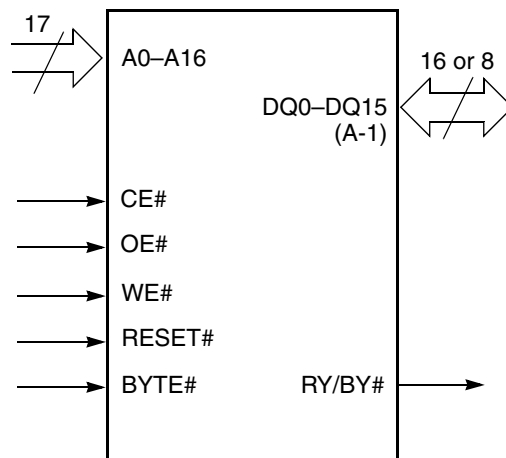 17
A0–A16
16 or 8
DQ0–DQ15
(A-1)
CE#
OE#
WE#
RESET#
BYTE#
RY/BY#